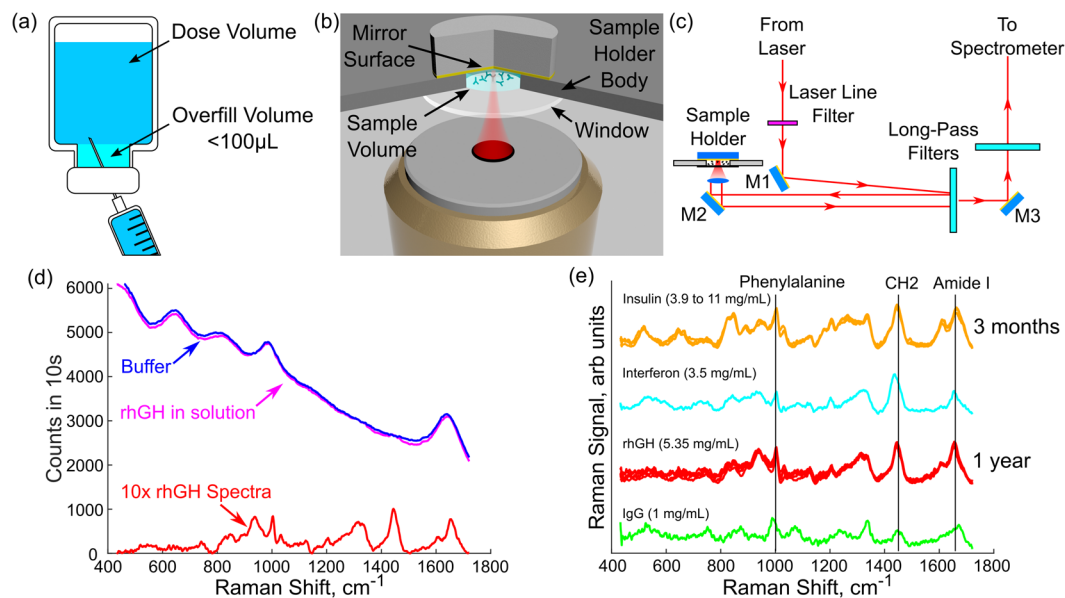 (a)
Dose Volume
Overfill Volume
<100µL
(b)
Mirror
Surface
Sample
Holder
Body
Sample
Volume
Window
(c)
From
Laser
To
Spectrometer
Laser Line
Filter
Sample
Holder
Long-Pass
Filters
M1
M2
M3
(d)
6000
5000
4000
3000
2000
1000
0
Counts in 10s
Buffer
rhGH in solution
10x rhGH Spectra
400 600 800 1000 1200 1400 1600 1800
Raman Shift, cm-1
(e)
Phenylalanine CH2 Amide I
Insulin (3.9 to 11 mg/mL)
3 months
Interferon (3.5 mg/mL)
rhGH (5.35 mg/mL)
1 year
IgG (1 mg/mL)
Raman Signal, arb units
400 600 800 1000 1200 1400 1600 1800
Raman Shift, cm-1